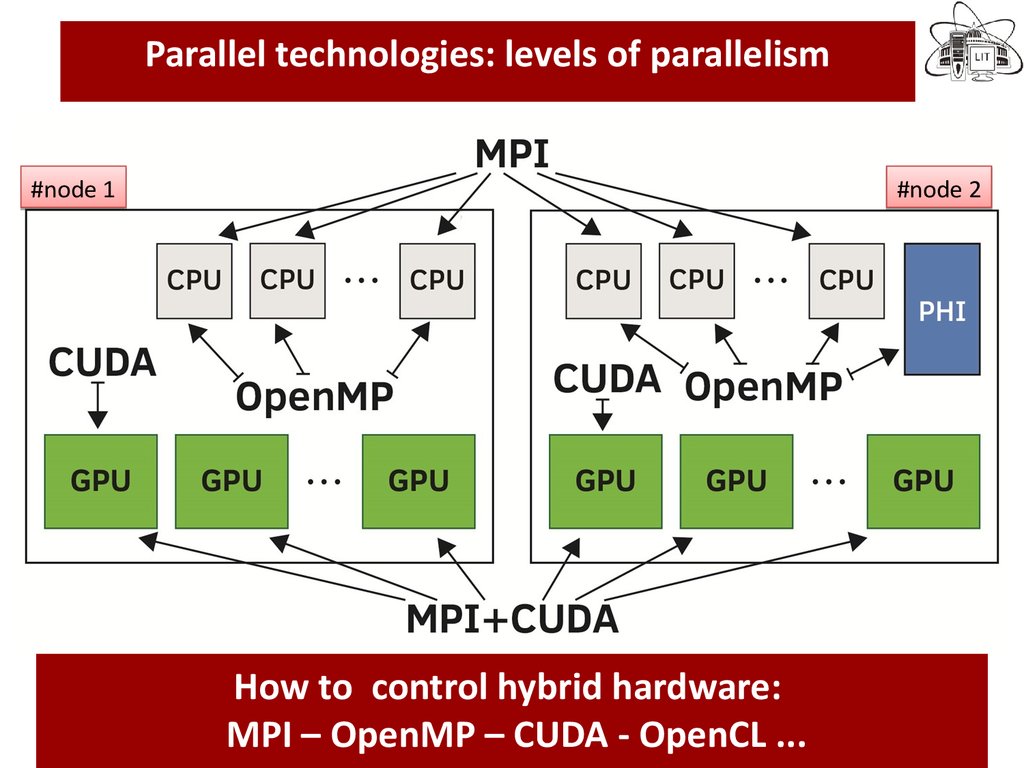 Parallel technologies: levels of parallelism
LIT
MPI
#node 1
#node 2
CPU CPU ... CPU
CPU CPU ... CPU
PHI
CUDA
OpenMP
CUDA OpenMP
GPU GPU ... GPU
GPU GPU ... GPU
MPI+CUDA
How to control hybrid hardware:
MPI – OpenMP – CUDA - OpenCL ...